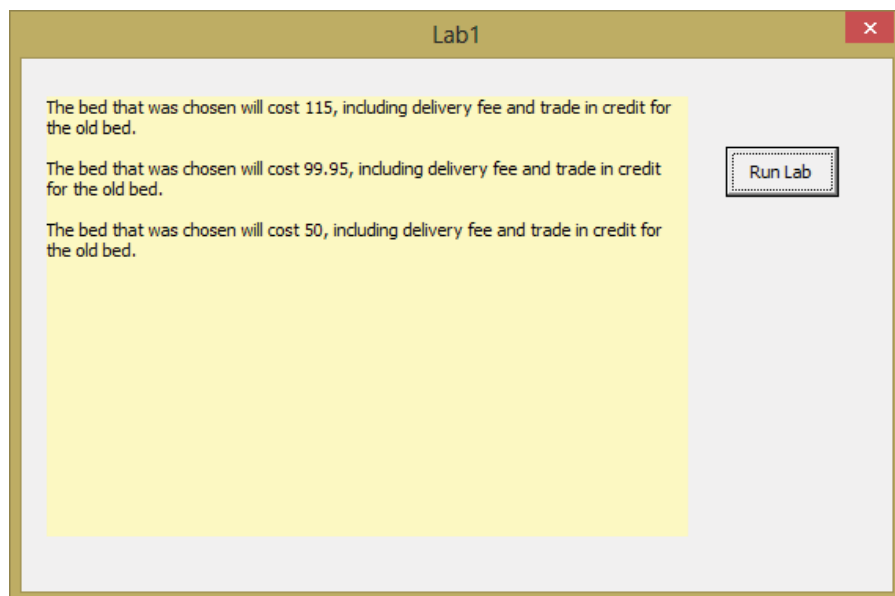 Lab1
The bed that was chosen will cost 115, including delivery fee and trade in credit for
the old bed.
The bed that was chosen will cost 99.95, including delivery fee and trade in credit
for the old bed.
The bed that was chosen will cost 50, including delivery fee and trade in credit for
the old bed.
Run Lab